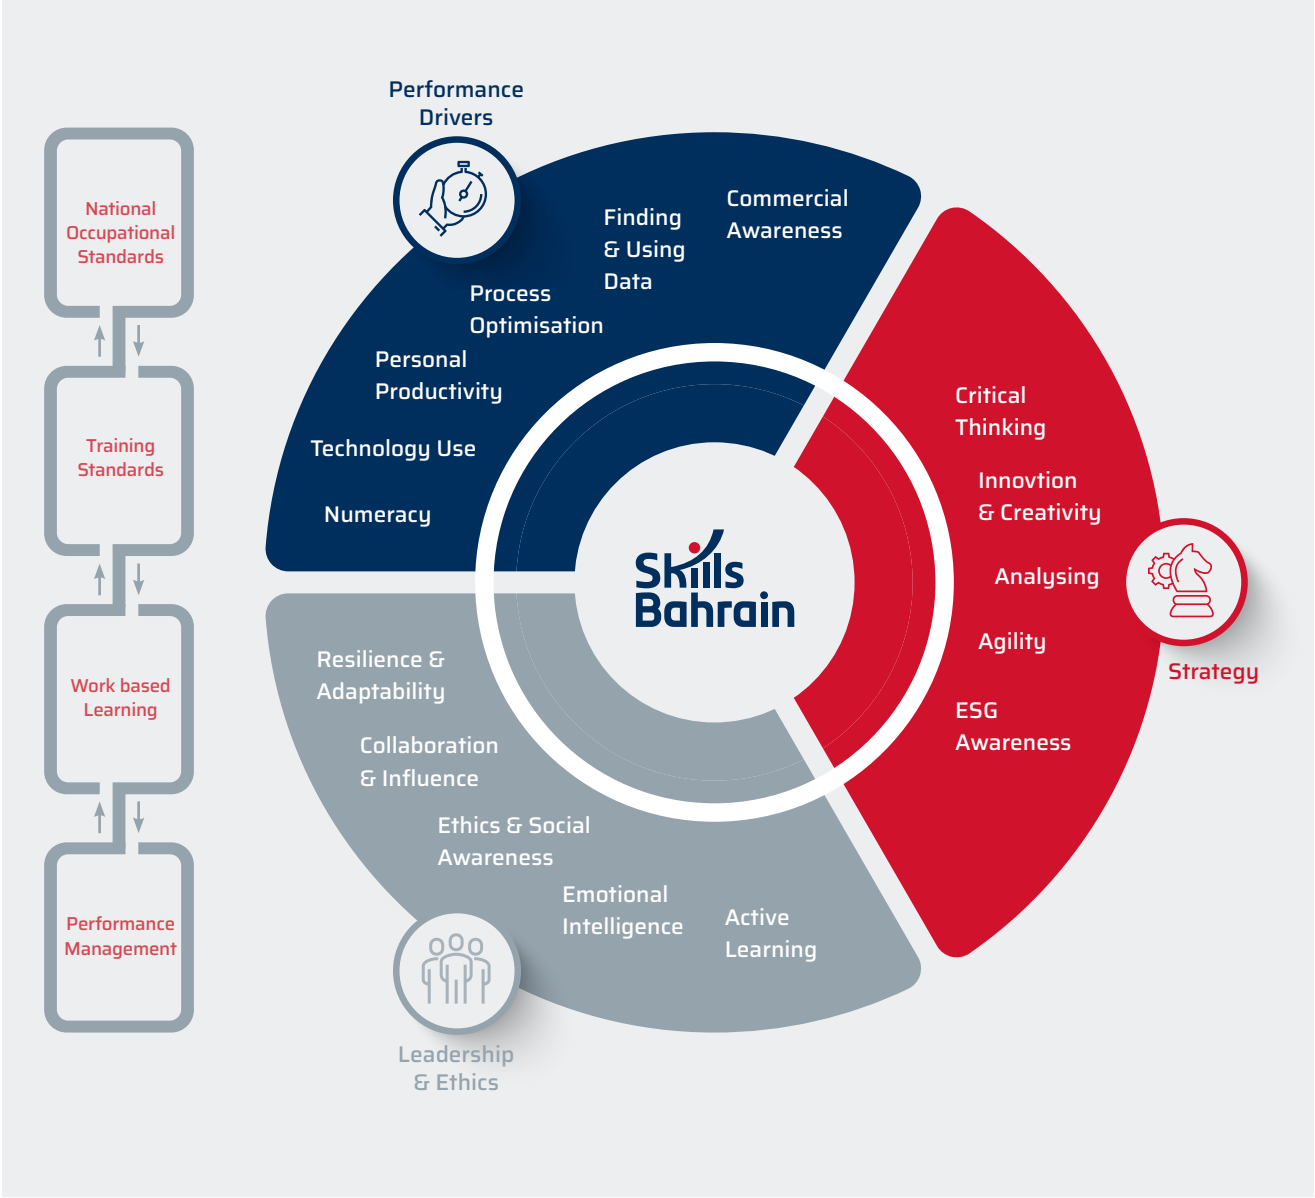 National
Occupational
Standards
Training
Standards
Work based
Learning
Performance
Management
Performance
Drivers
Commercial
Awareness
Finding
& Using
Data
Process
Optimisation
Personal
Productivity
Technology Use
Numeracy
Critical
Thinking
Innovtion
& Creativity
Analysing
Agility
ESG
Awareness
Strategy
Skills
Bahrain
Resilience &
Adaptability
Collaboration
& Influence
Ethics & Social
Awareness
Emotional
Intelligence
Active
Learning
Leadership
& Ethics